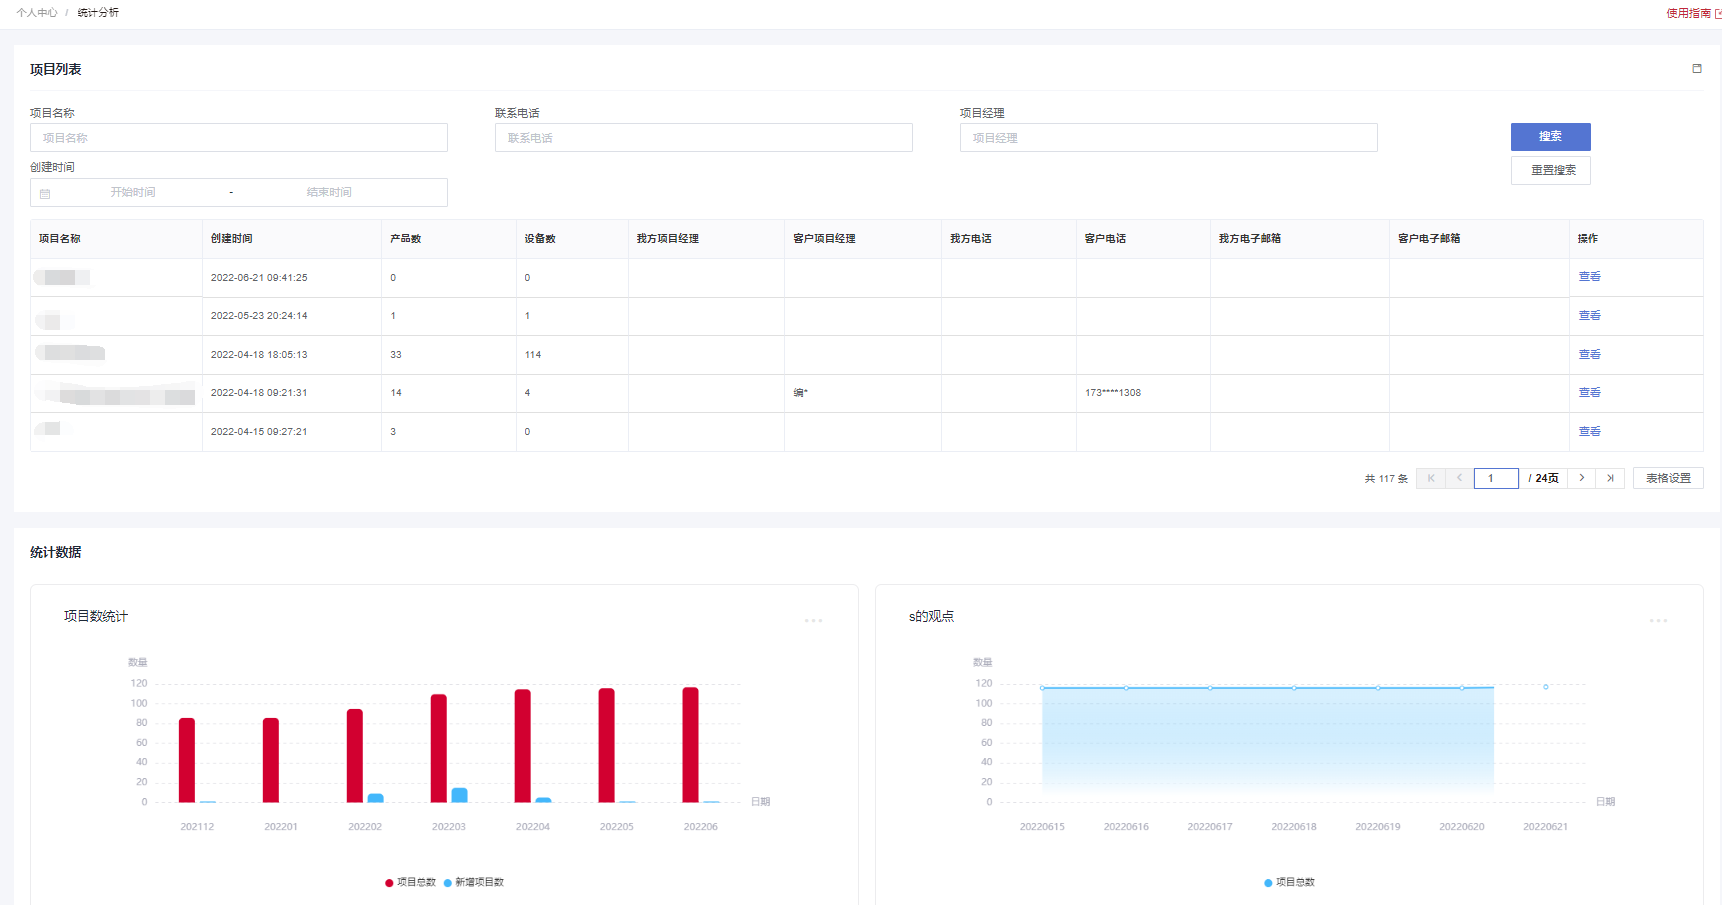 个人中心 / 统计分析
使用指南
项目列表
项目名称 联系电话 项目经理
项目名称 联系电话 项目经理 搜索
创建时间 重置搜索
开始时间 - 结束时间
项目名称 创建时间 产品数 设备数 我方项目经理 客户项目经理 我方电话 客户电话 我方电子邮箱 客户电子邮箱 操作
2022-06-21 09:41:25 0 0 查看
2022-05-23 20:24:14 1 1 查看
2022-04-18 18:05:13 33 114 查看
2022-04-18 09:21:31 14 4 编* 173****1308 查看
2022-04-15 09:27:21 3 0 查看
共 117 条 1 / 24页 表格设置
统计数据
项目数统计
数量
120
100
80
60
40
20
0
日期
202112 202201 202202 202203 202204 202205 202206
项目总数 新增项目数
s的观点
数量
120
100
80
60
40
20
0
日期
20220615 20220616 20220617 20220618 20220619 20220620 20220621
项目总数